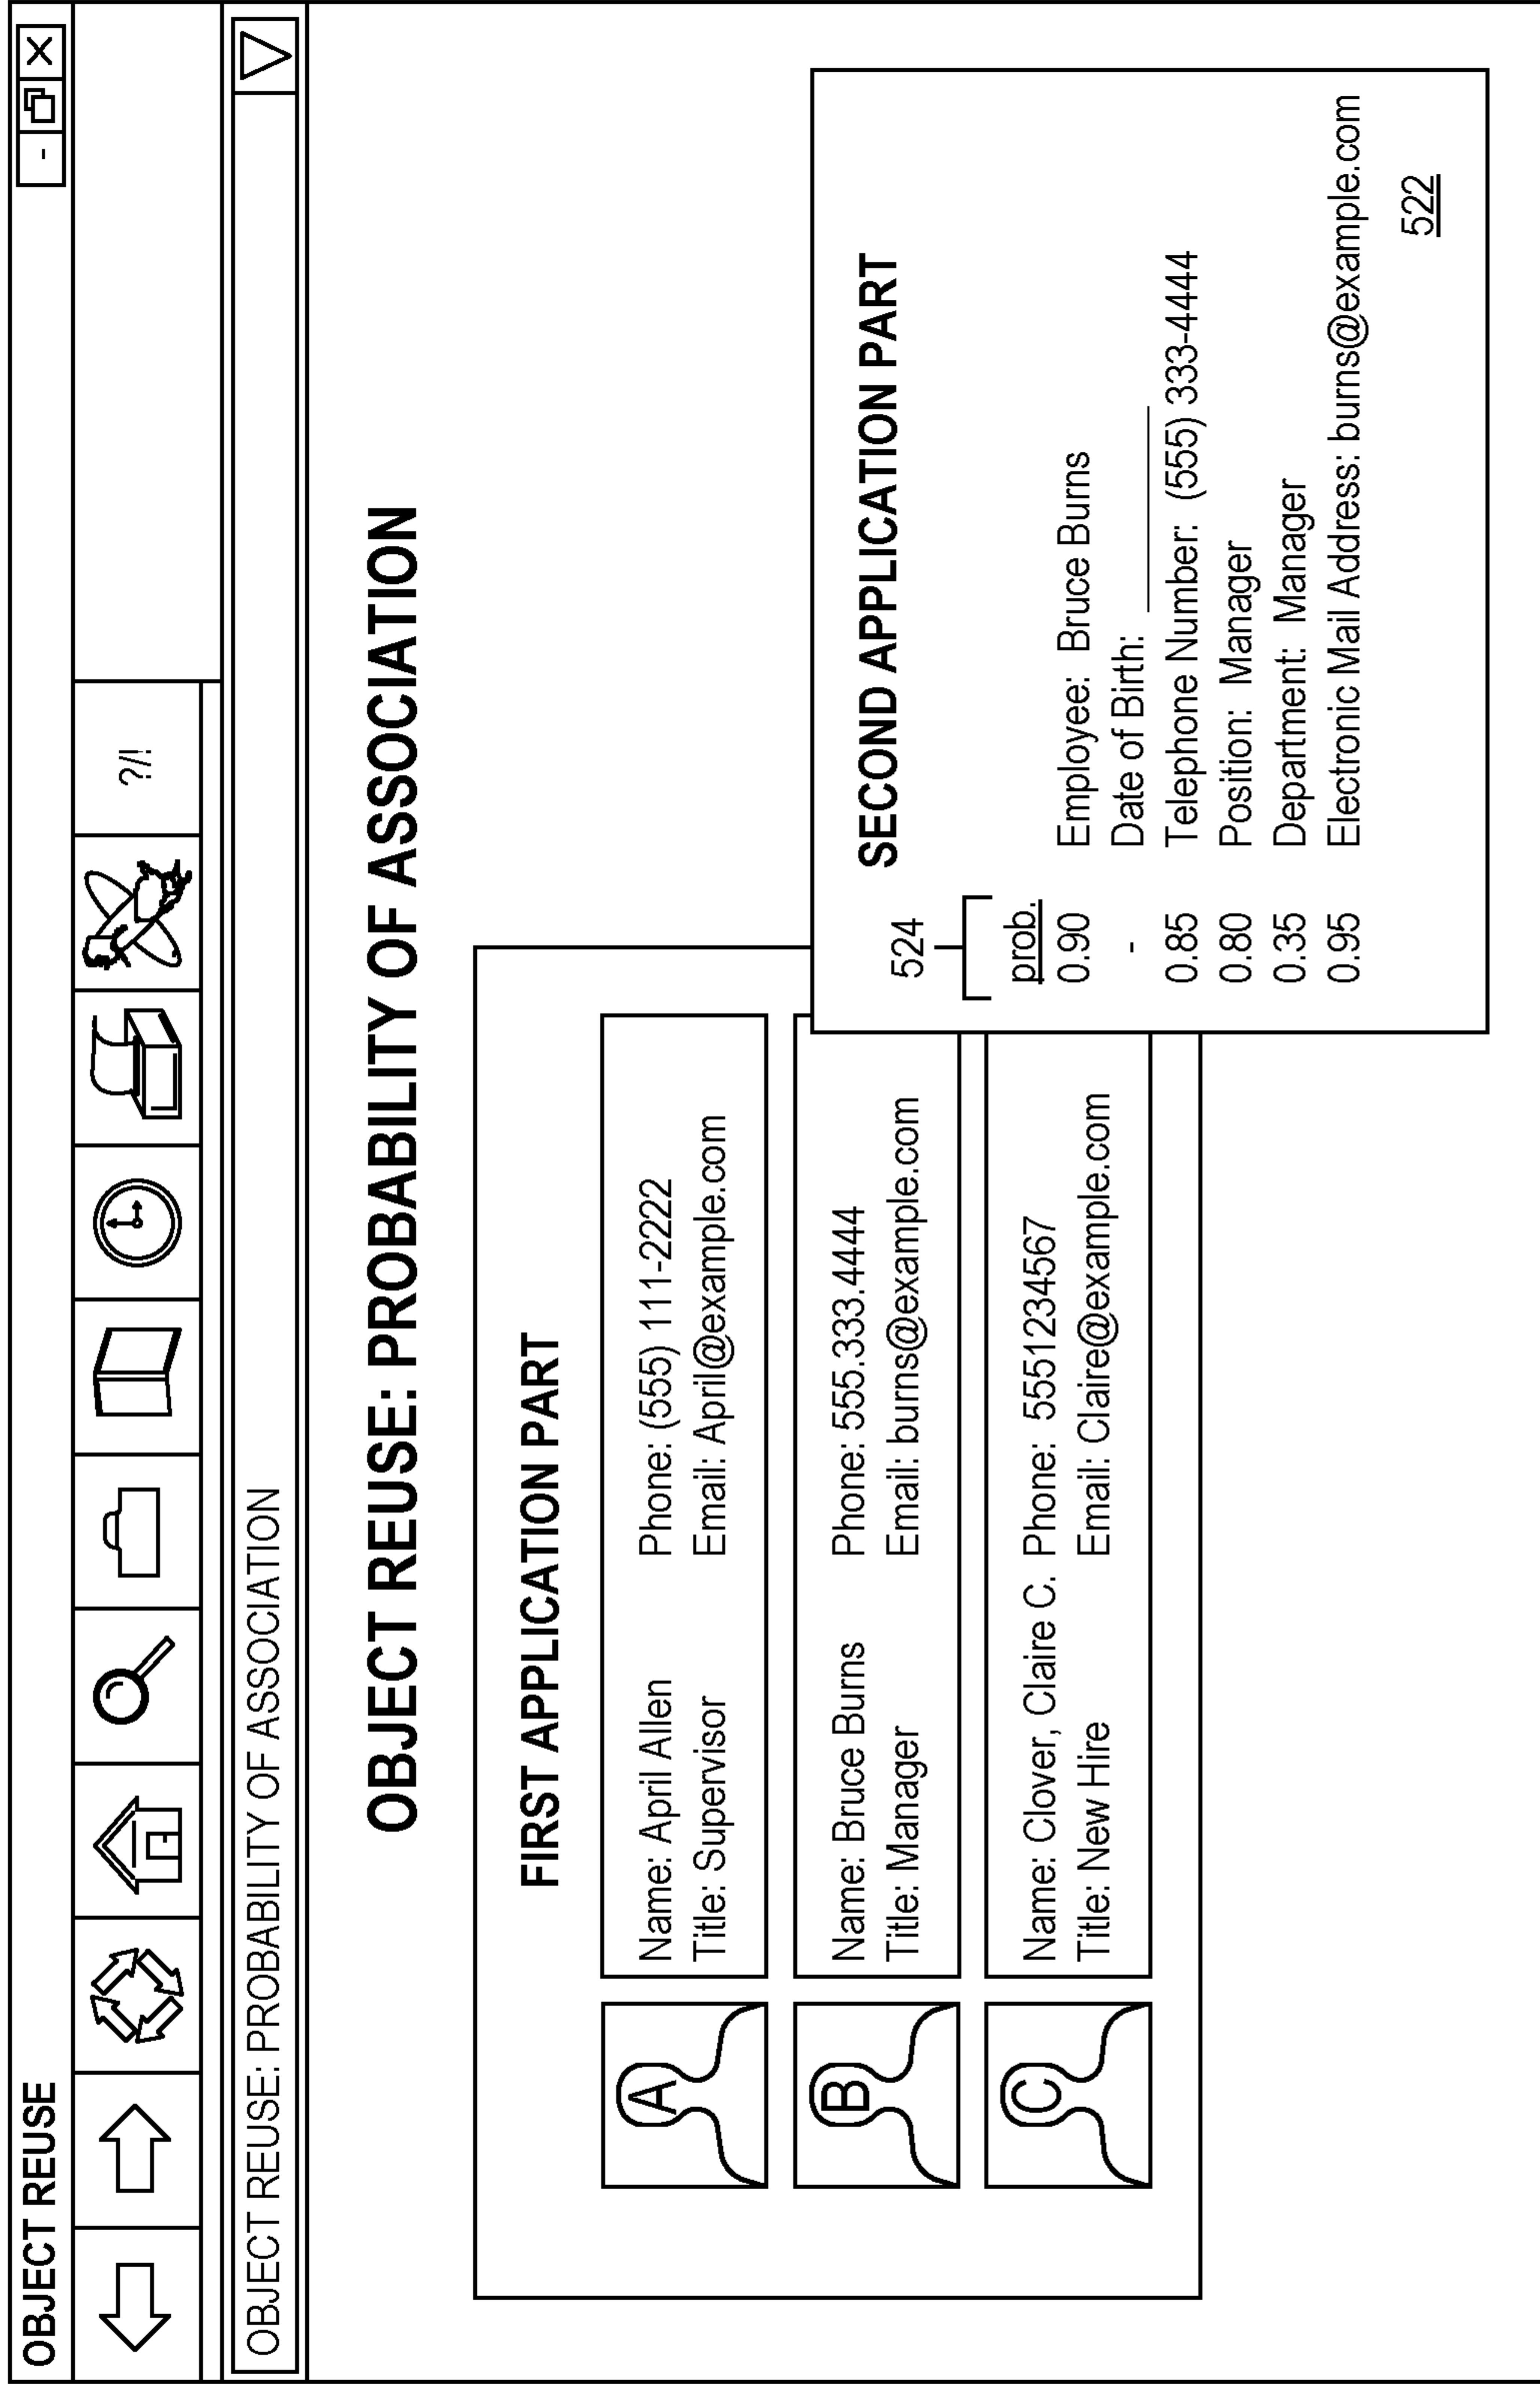 OBJECT REUSE
- X
?/!
OBJECT REUSE: PROBABILITY OF ASSOCIATION
OBJECT REUSE: PROBABILITY OF ASSOCIATION
FIRST APPLICATION PART
A
Name: April Allen Phone: (555) 111-2222
Title: Supervisor Email: April@example.com
B
Name: Bruce Burns Phone: 555.333.4444
Title: Manager Email: burns@example.com
C
Name: Clover, Claire C. Phone: 5551234567
Title: New Hire Email: Claire@example.com
SECOND APPLICATION PART
524
prob.
0.90 Employee: Bruce Burns
- Date of Birth: ________
0.85 Telephone Number: (555) 333-4444
0.80 Position: Manager
0.35 Department: Manager
0.95 Electronic Mail Address: burns@example.com
522